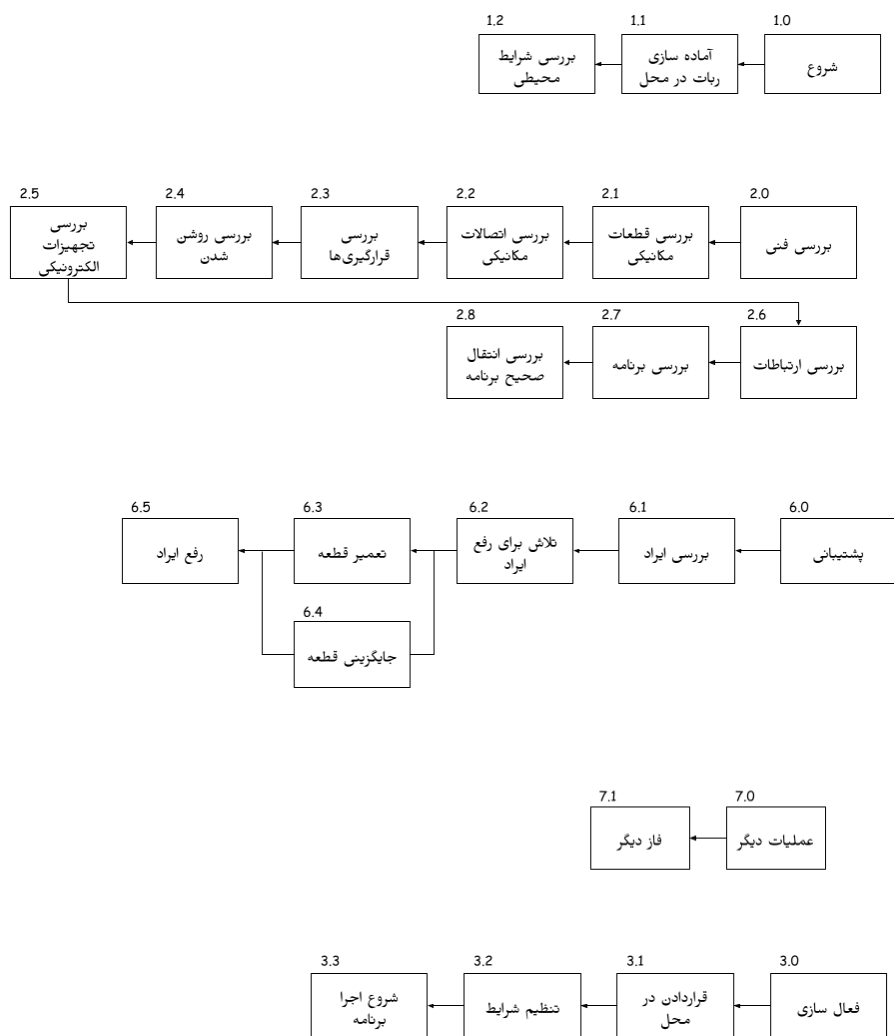 1.0
شروع
1.1
آماده سازی
ربات در محل
1.2
بررسی شرایط
محیطی
2.0
بررسی فنی
2.1
بررسی قطعات
مکانیکی
2.2
بررسی اتصالات
مکانیکی
2.3
بررسی
قرارگیری‌ها
2.4
بررسی روشن
شدن
2.5
بررسی
تجهیزات
الکترونیکی
2.6
بررسی ارتباطات
2.7
بررسی برنامه
2.8
بررسی انتقال
صحیح برنامه
6.0
پشتیبانی
6.1
بررسی ایراد
6.2
تلاش برای رفع
ایراد
6.3
تعمیر قطعه
6.4
جایگزینی قطعه
6.5
رفع ایراد
7.0
عملیات دیگر
7.1
فاز دیگر
3.0
فعال سازی
3.1
قراردادن در
محل
3.2
تنظیم شرایط
3.3
شروع اجرا
برنامه